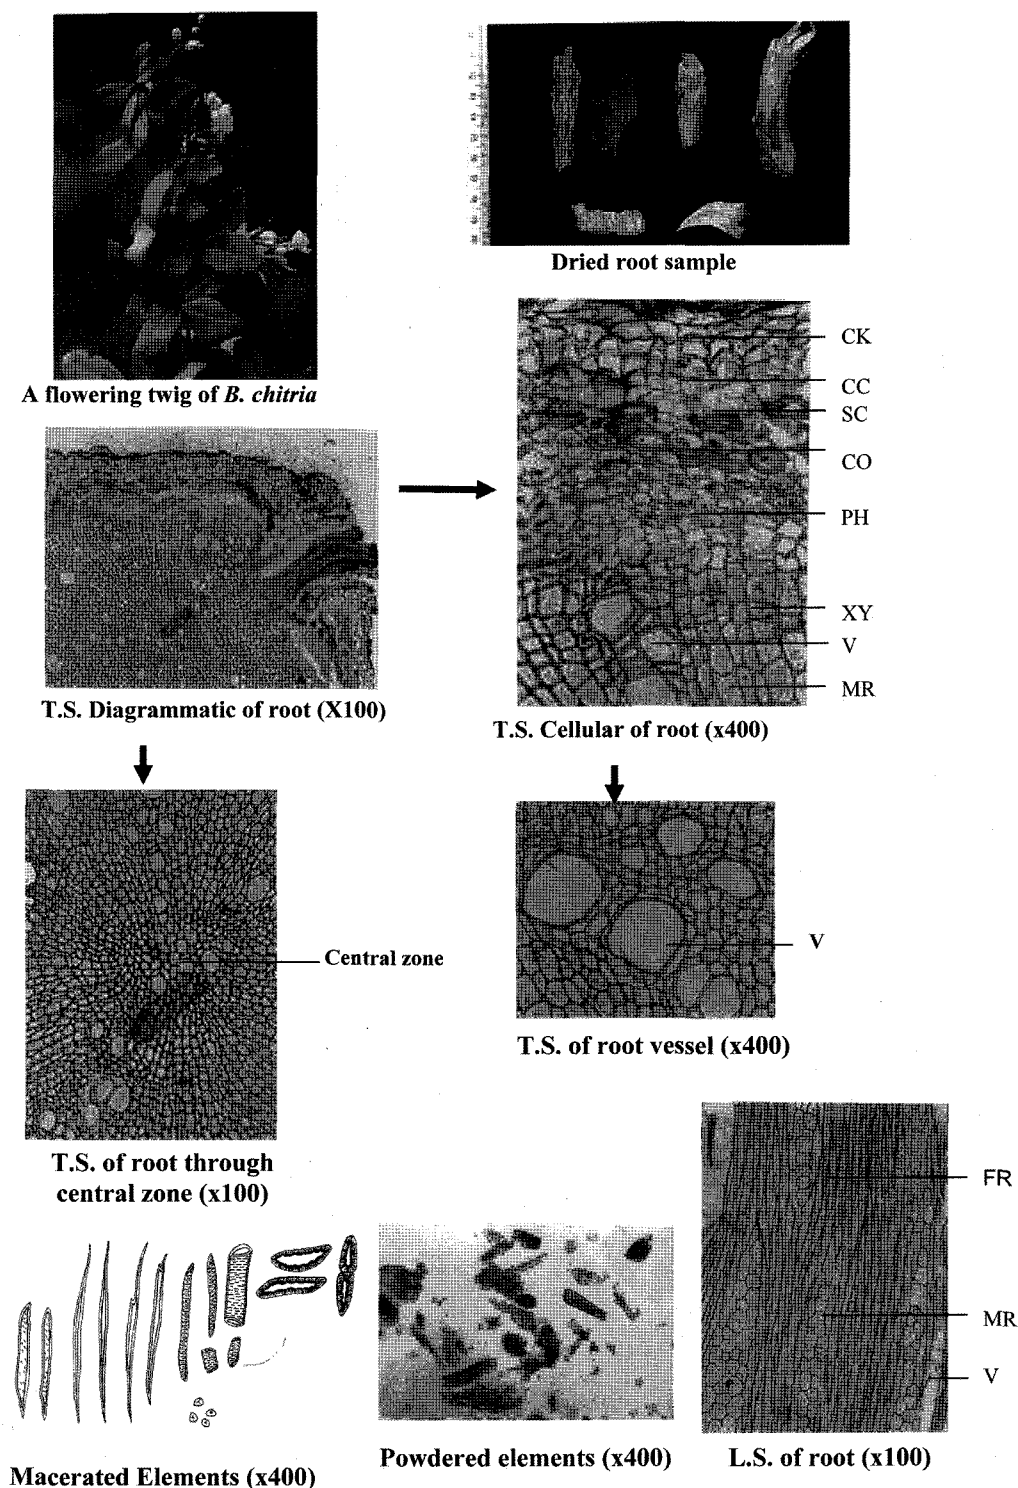 Dried root sample
A flowering twig of B. chitria
CK
CC
SC
CO
PH
XY
V
MR
T.S. Diagrammatic of root (X100)
T.S. Cellular of root (x400)
Central zone
V
T.S. of root vessel (x400)
T.S. of root through
central zone (x100)
FR
MR
V
Macerated Elements (x400)
Powdered elements (x400)
L.S. of root (x100)